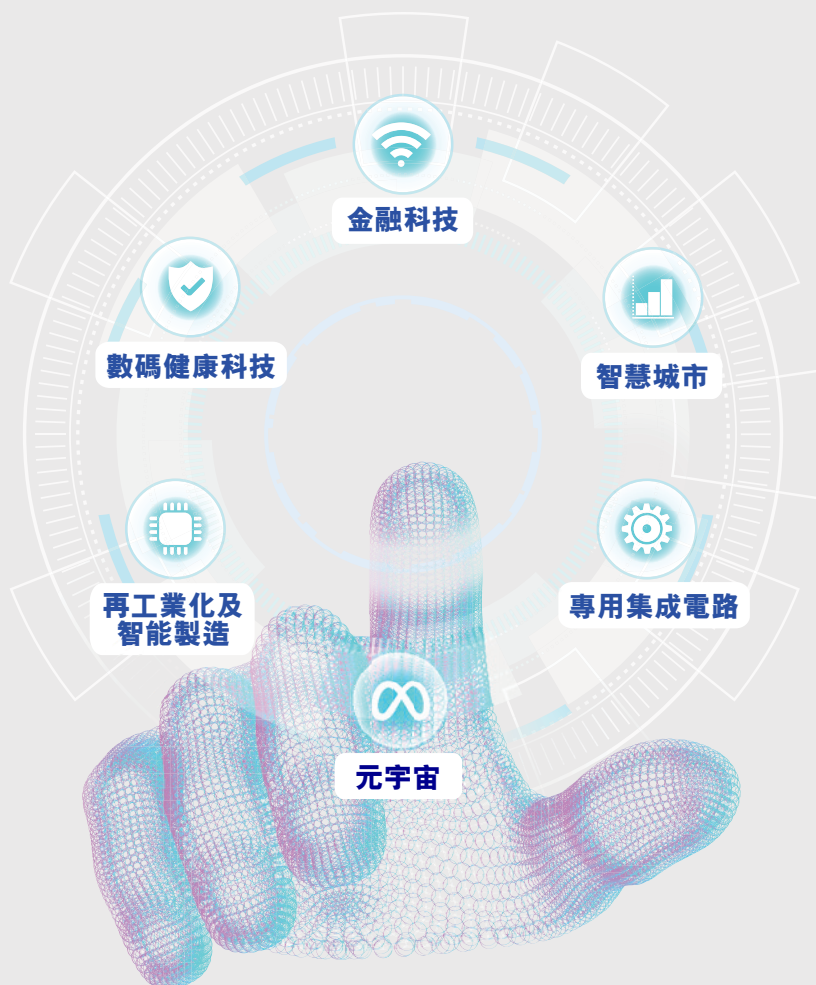 金融科技
數碼健康科技
智慧城市
再工業化及
智能製造
專用集成電路
元宇宙